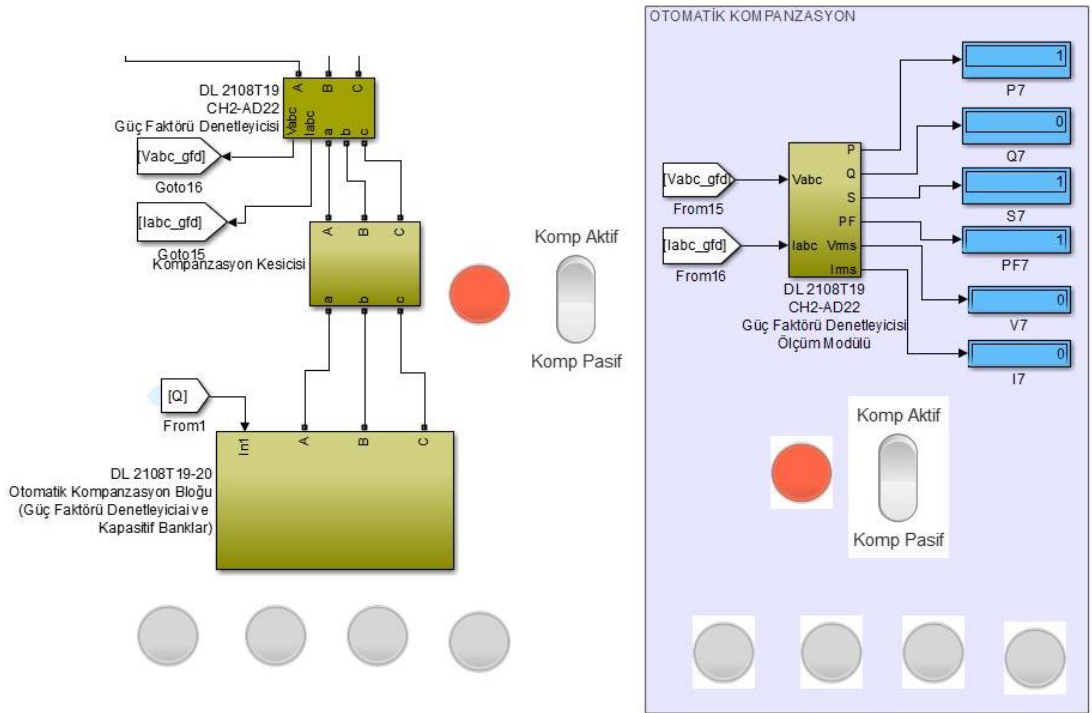 A B C
DL 2108T19
CH2-AD22
Güç Faktörü Denetleyicisi
Vabc Iabc a b c
[Vabc_gfd]
Goto16
[Iabc_gfd]
Goto15
Kompanzasyon Kesicisi
A B C
a b c
Komp Aktif
Komp Pasif
[Q]
From1
In1 A B C
DL 2108T19-20
Otomatik Kompanzasyon Bloğu
(Güç Faktörü Denetleyiciai ve
Kapasitif Banklar)
OTOMATİK KOMPANZASYON
[Vabc_gfd]
From15
[Iabc_gfd]
From16
Vabc
Iabc
P
Q
S
PF
Vrms
Irms
DL 2108T19
CH2-AD22
Güç Faktörü Denetleyicisi
Ölçüm Modülü
1
P7
0
Q7
1
S7
1
PF7
0
V7
0
I7
Komp Aktif
Komp Pasif